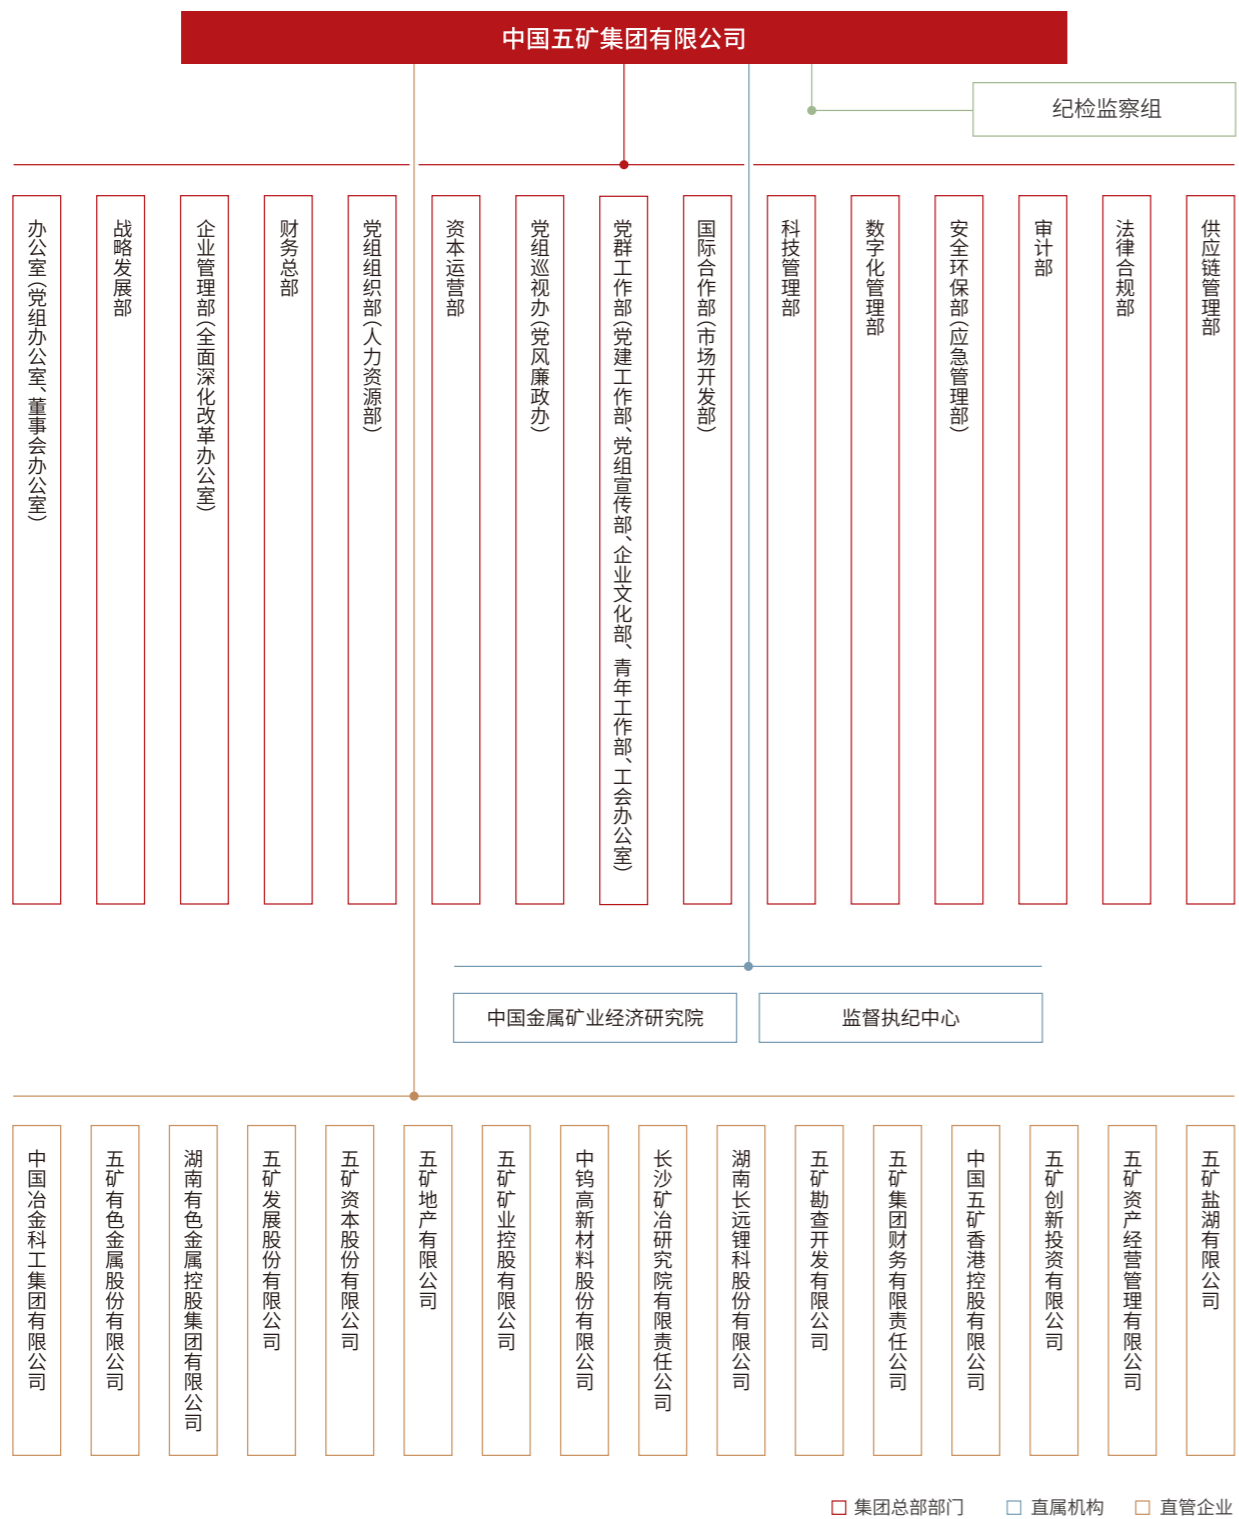 中国五矿集团有限公司
纪检监察组
办公室(党组办公室、董事会办公室)
战略发展部
企业管理部(全面深化改革办公室)
财务总部
党组组织部(人力资源部)
资本运营部
党组巡视办(党风廉政办)
党群工作部(党建工作部、党组宣传部、企业文化部、青年工作部、工会办公室)
国际合作部(市场开发部)
科技管理部
数字化管理部
安全环保部(应急管理部)
审计部
法律合规部
供应链管理部
中国金属矿业经济研究院
监督执纪中心
中国冶金科工集团有限公司
五矿有色金属股份有限公司
湖南有色金属控股集团有限公司
五矿发展股份有限公司
五矿资本股份有限公司
五矿地产有限公司
五矿矿业控股有限公司
中钨高新材料股份有限公司
长沙矿冶研究院有限责任公司
湖南长远锂科股份有限公司
五矿勘查开发有限公司
五矿集团财务有限责任公司
中国五矿香港控股有限公司
五矿创新投资有限公司
五矿资产经营管理有限公司
五矿盐湖有限公司
集团总部部门
直属机构
直管企业